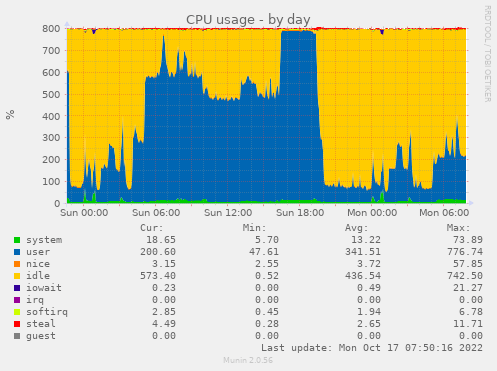 CPU usage - by day
RRDTOOL / TOBI OETIKER
%
800
700
600
500
400
300
200
100
0
Sun 00:00 Sun 06:00 Sun 12:00 Sun 18:00 Mon 00:00 Mon 06:00
Cur: Min: Avg: Max:
system 18.65 5.70 13.22 73.89
user 200.60 47.61 341.51 776.74
nice 3.15 2.55 3.72 57.85
idle 573.40 0.52 436.54 742.50
iowait 0.23 0.00 0.49 21.27
irq 0.00 0.00 0.00 0.00
softirq 2.85 0.45 1.94 6.78
steal 4.49 0.28 2.65 11.71
guest 0.00 0.00 0.00 0.00
Last update: Mon Oct 17 07:50:16 2022
Munin 2.0.56